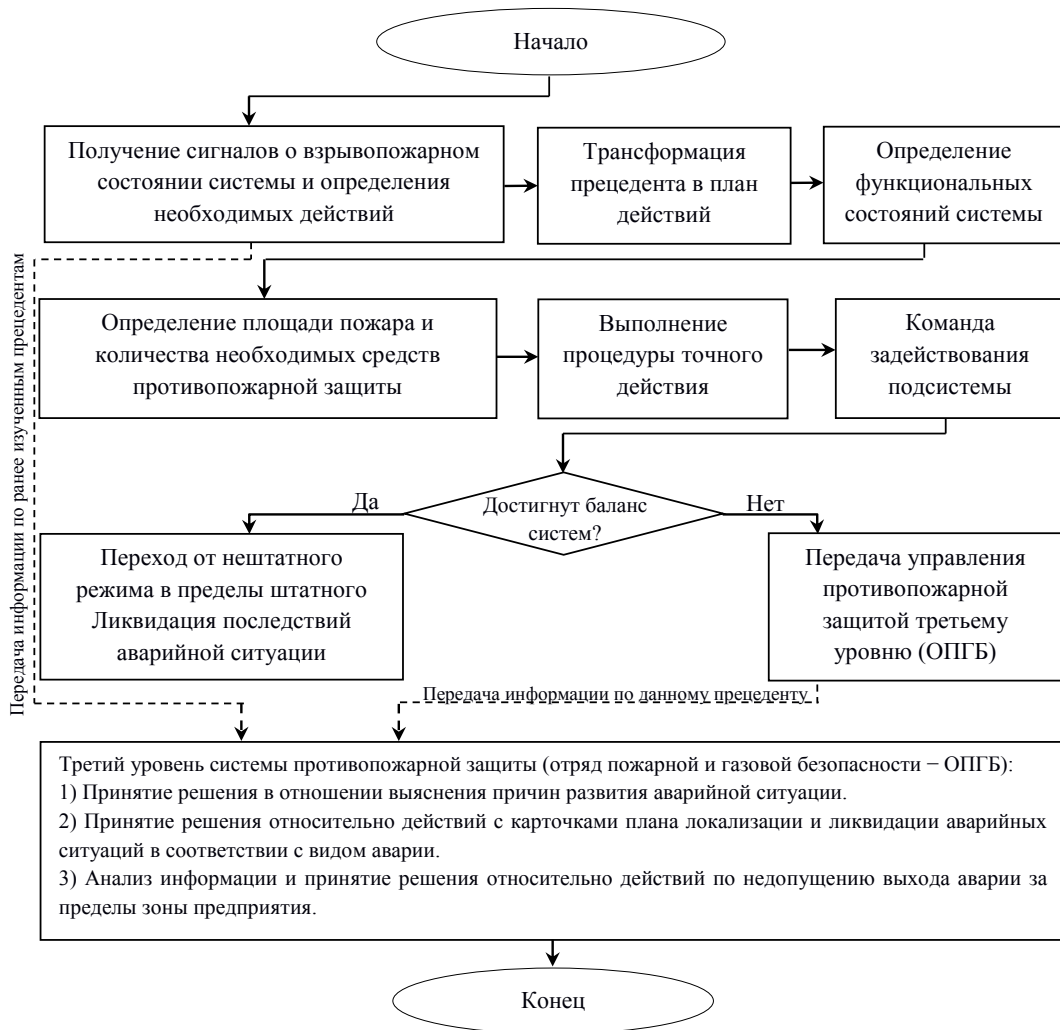 Начало
Получение сигналов о взрывопожарном
состоянии системы и определения
необходимых действий
Трансформация
прецедента в план
действий
Определение
функциональных
состояний системы
Передача информации по ранее изученным прецедентам
Определение площади пожара и
количества необходимых средств
противопожарной защиты
Выполнение
процедуры точного
действия
Команда
задействования
подсистемы
Да
Достигнут баланс
систем?
Нет
Переход от нештатного
режима в пределы штатного
Ликвидация последствий
аварийной ситуации
Передача управления
противопожарной
защитой третьему
уровню (ОПГБ)
Передача информации по данному прецеденту
Третий уровень системы противопожарной защиты (отряд пожарной и газовой безопасности − ОПГБ):
1) Принятие решения в отношении выяснения причин развития аварийной ситуации.
2) Принятие решения относительно действий с карточками плана локализации и ликвидации аварийных
ситуаций в соответствии с видом аварии.
3) Анализ информации и принятие решения относительно действий по недопущению выхода аварии за
пределы зоны предприятия.
Конец